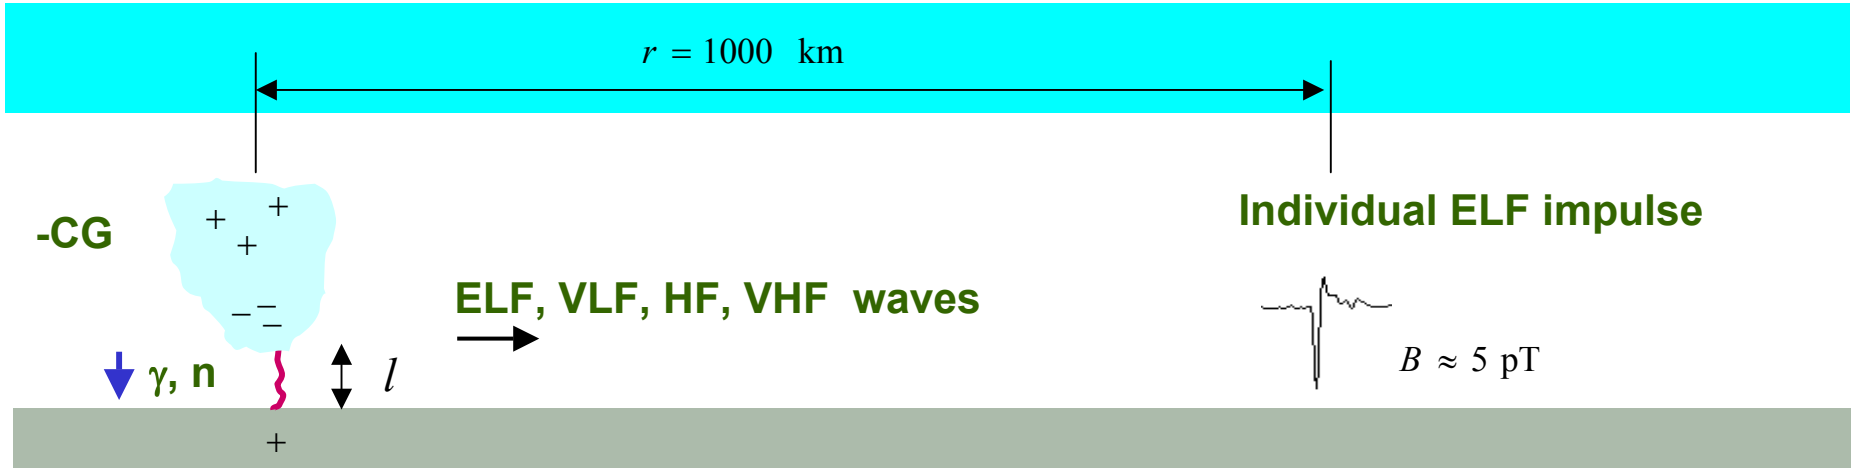 r = 1000 km
-CG
+ +
+
– –
–
ELF, VLF, HF, VHF waves
γ, n
l
+
Individual ELF impulse
B ≈ 5 pT